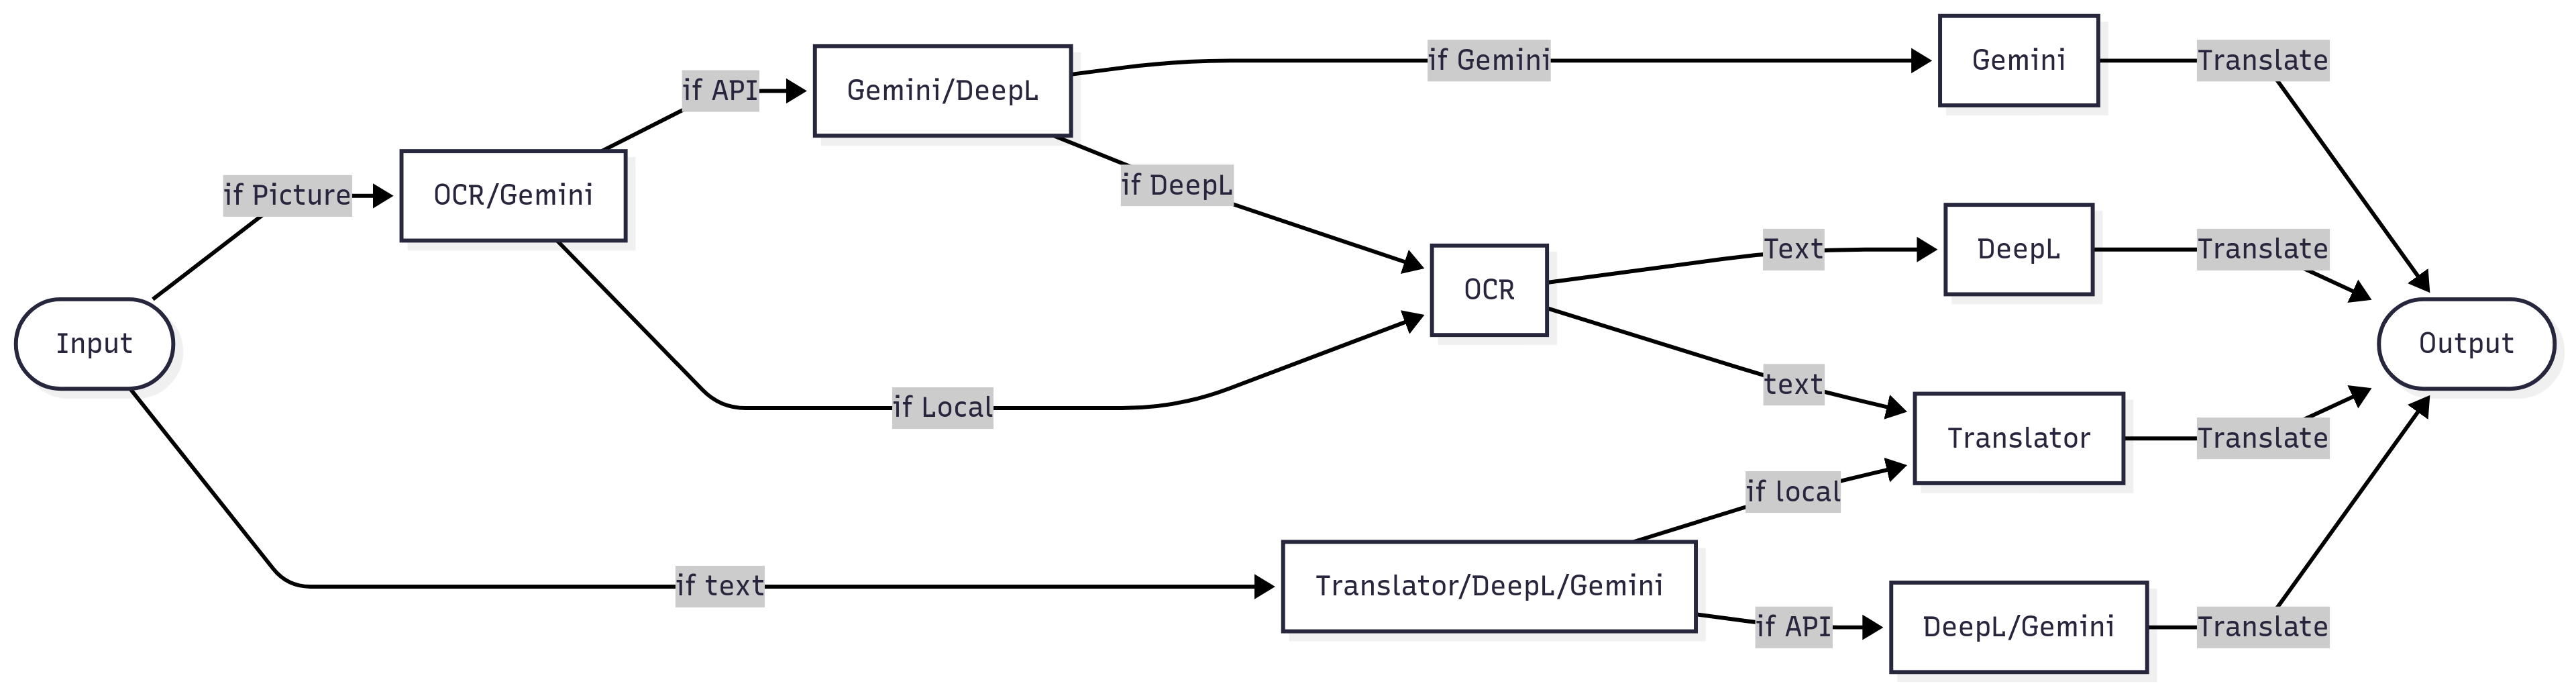 Input
if Picture
if text
OCR/Gemini
if API
if Local
Gemini/DeepL
if Gemini
if DeepL
OCR
Text
text
Translator/DeepL/Gemini
if local
if API
Gemini
DeepL
Translator
DeepL/Gemini
Translate
Translate
Translate
Translate
Output